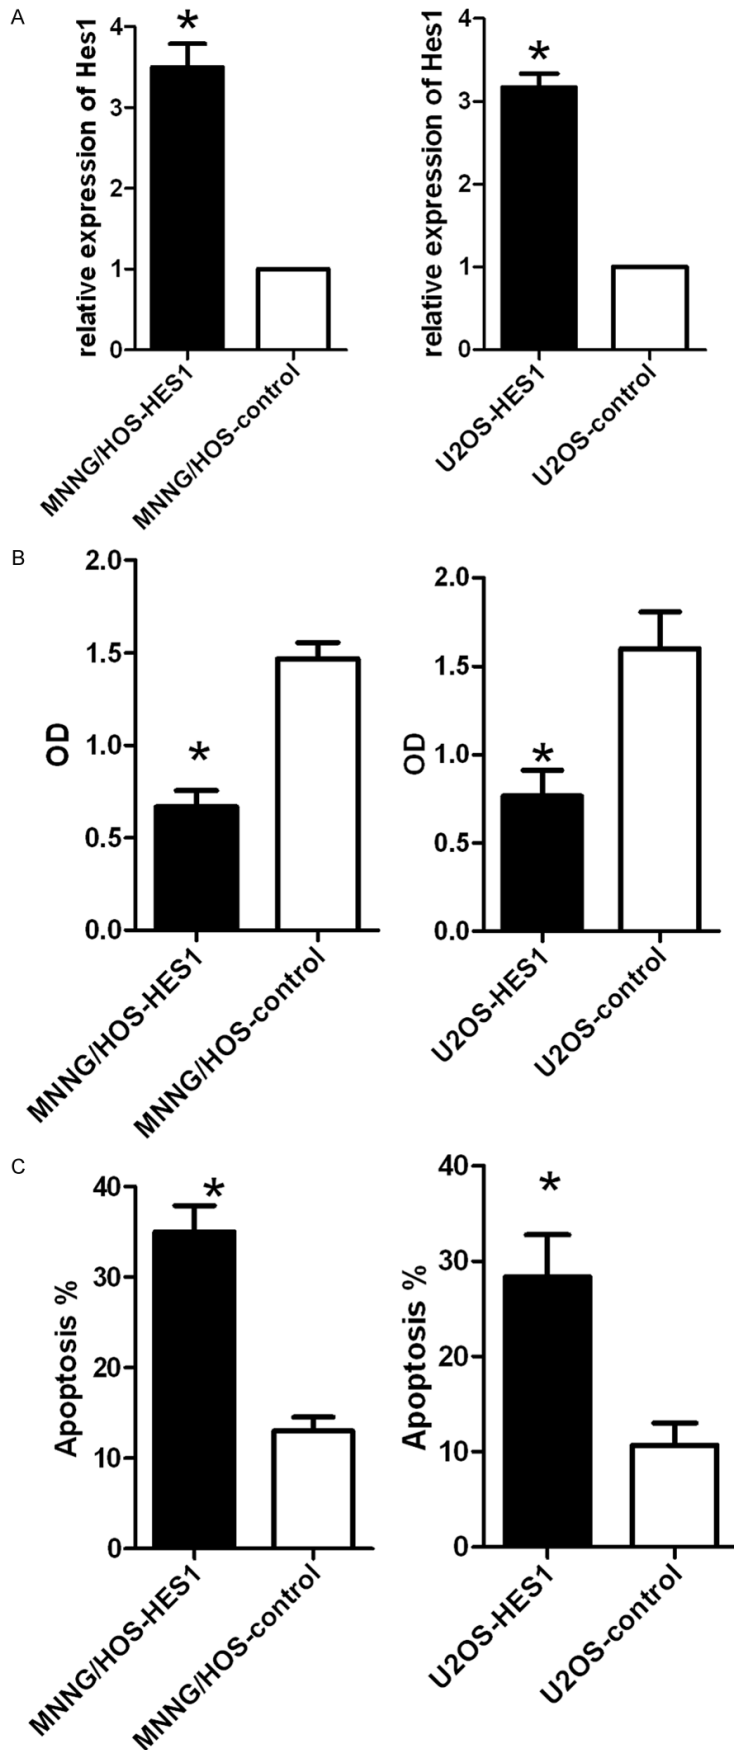 A
relative expression of Hes1
4
3
2
1
0
*
MNNG/HOS-HES1
MNNG/HOS-control
relative expression of Hes1
4
3
2
1
0
*
U2OS-HES1
U2OS-control
B
OD
2.0
1.5
1.0
0.5
0.0
*
MNNG/HOS-HES1
MNNG/HOS-control
OD
2.0
1.5
1.0
0.5
0.0
*
U2OS-HES1
U2OS-control
C
Apoptosis %
40
30
20
10
0
*
MNNG/HOS-HES1
MNNG/HOS-control
Apoptosis %
40
30
20
10
0
*
U2OS-HES1
U2OS-control